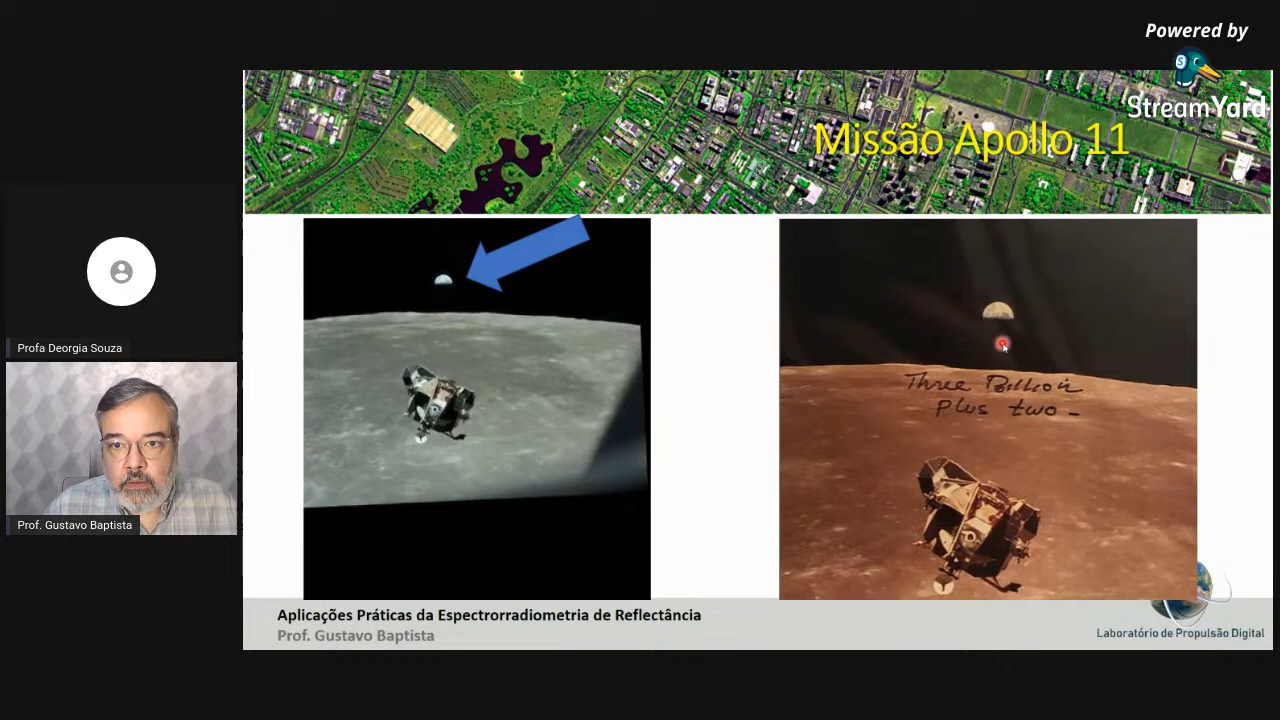 Powered by
StreamYard
Missão Apollo 11
Profa Deorgia Souza
Prof. Gustavo Baptista
Three Billion
Plus two -
Aplicações Práticas da Espectrorradiometria de Reflectância
Prof. Gustavo Baptista
Laboratório de Propulsão Digital